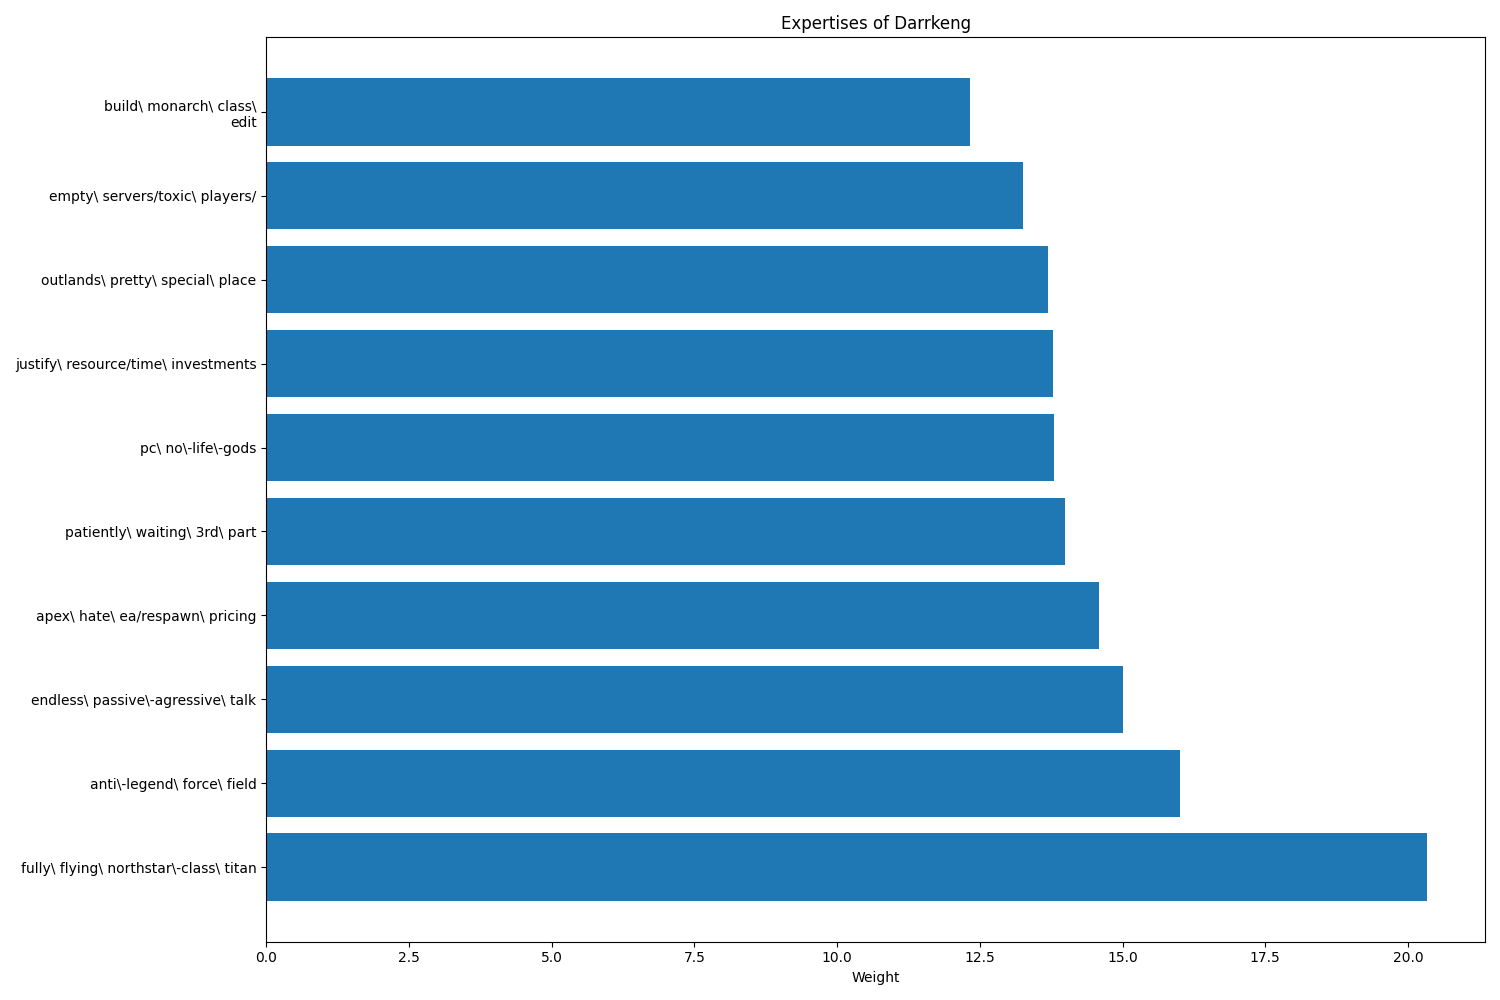 Expertises of Darrkeng
build\ monarch\ class\
edit
empty\ servers/toxic\ players/
outlands\ pretty\ special\ place
justify\ resource/time\ investments
pc\ no\-life\-gods
patiently\ waiting\ 3rd\ part
apex\ hate\ ea/respawn\ pricing
endless\ passive\-agressive\ talk
anti\-legend\ force\ field
fully\ flying\ northstar\-class\ titan
0.0 2.5 5.0 7.5 10.0 12.5 15.0 17.5 20.0
Weight